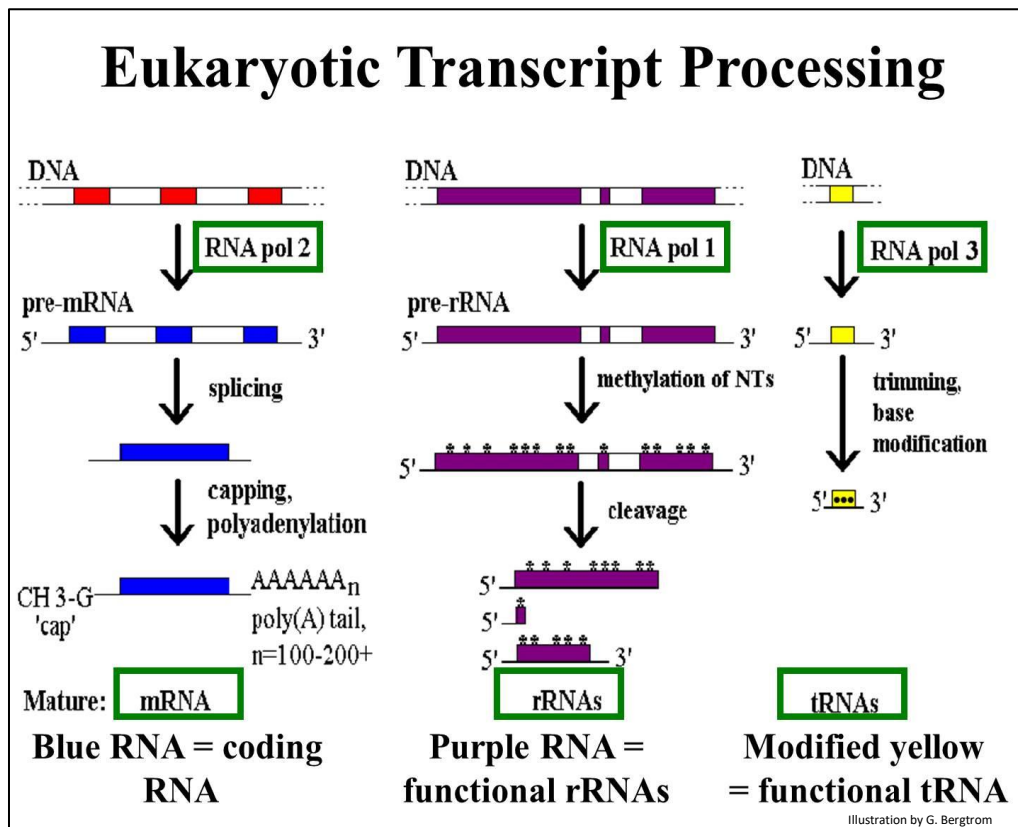 Eukaryotic Transcript Processing
DNA
RNA pol 2
pre-mRNA
5' 3'
splicing
capping,
polyadenylation
CH 3-G
'cap'
AAAAAAn
poly(A) tail,
n=100-200+
DNA
RNA pol 1
pre-rRNA
5' 3'
methylation of NTs
5' 3'
cleavage
5'
5'
5' 3'
DNA
RNA pol 3
5' 3'
trimming,
base
modification
5' 3'
Mature: mRNA rRNAs tRNAs
Blue RNA = coding
RNA
Purple RNA =
functional rRNAs
Modified yellow
= functional tRNA
Illustration by G. Bergtrom